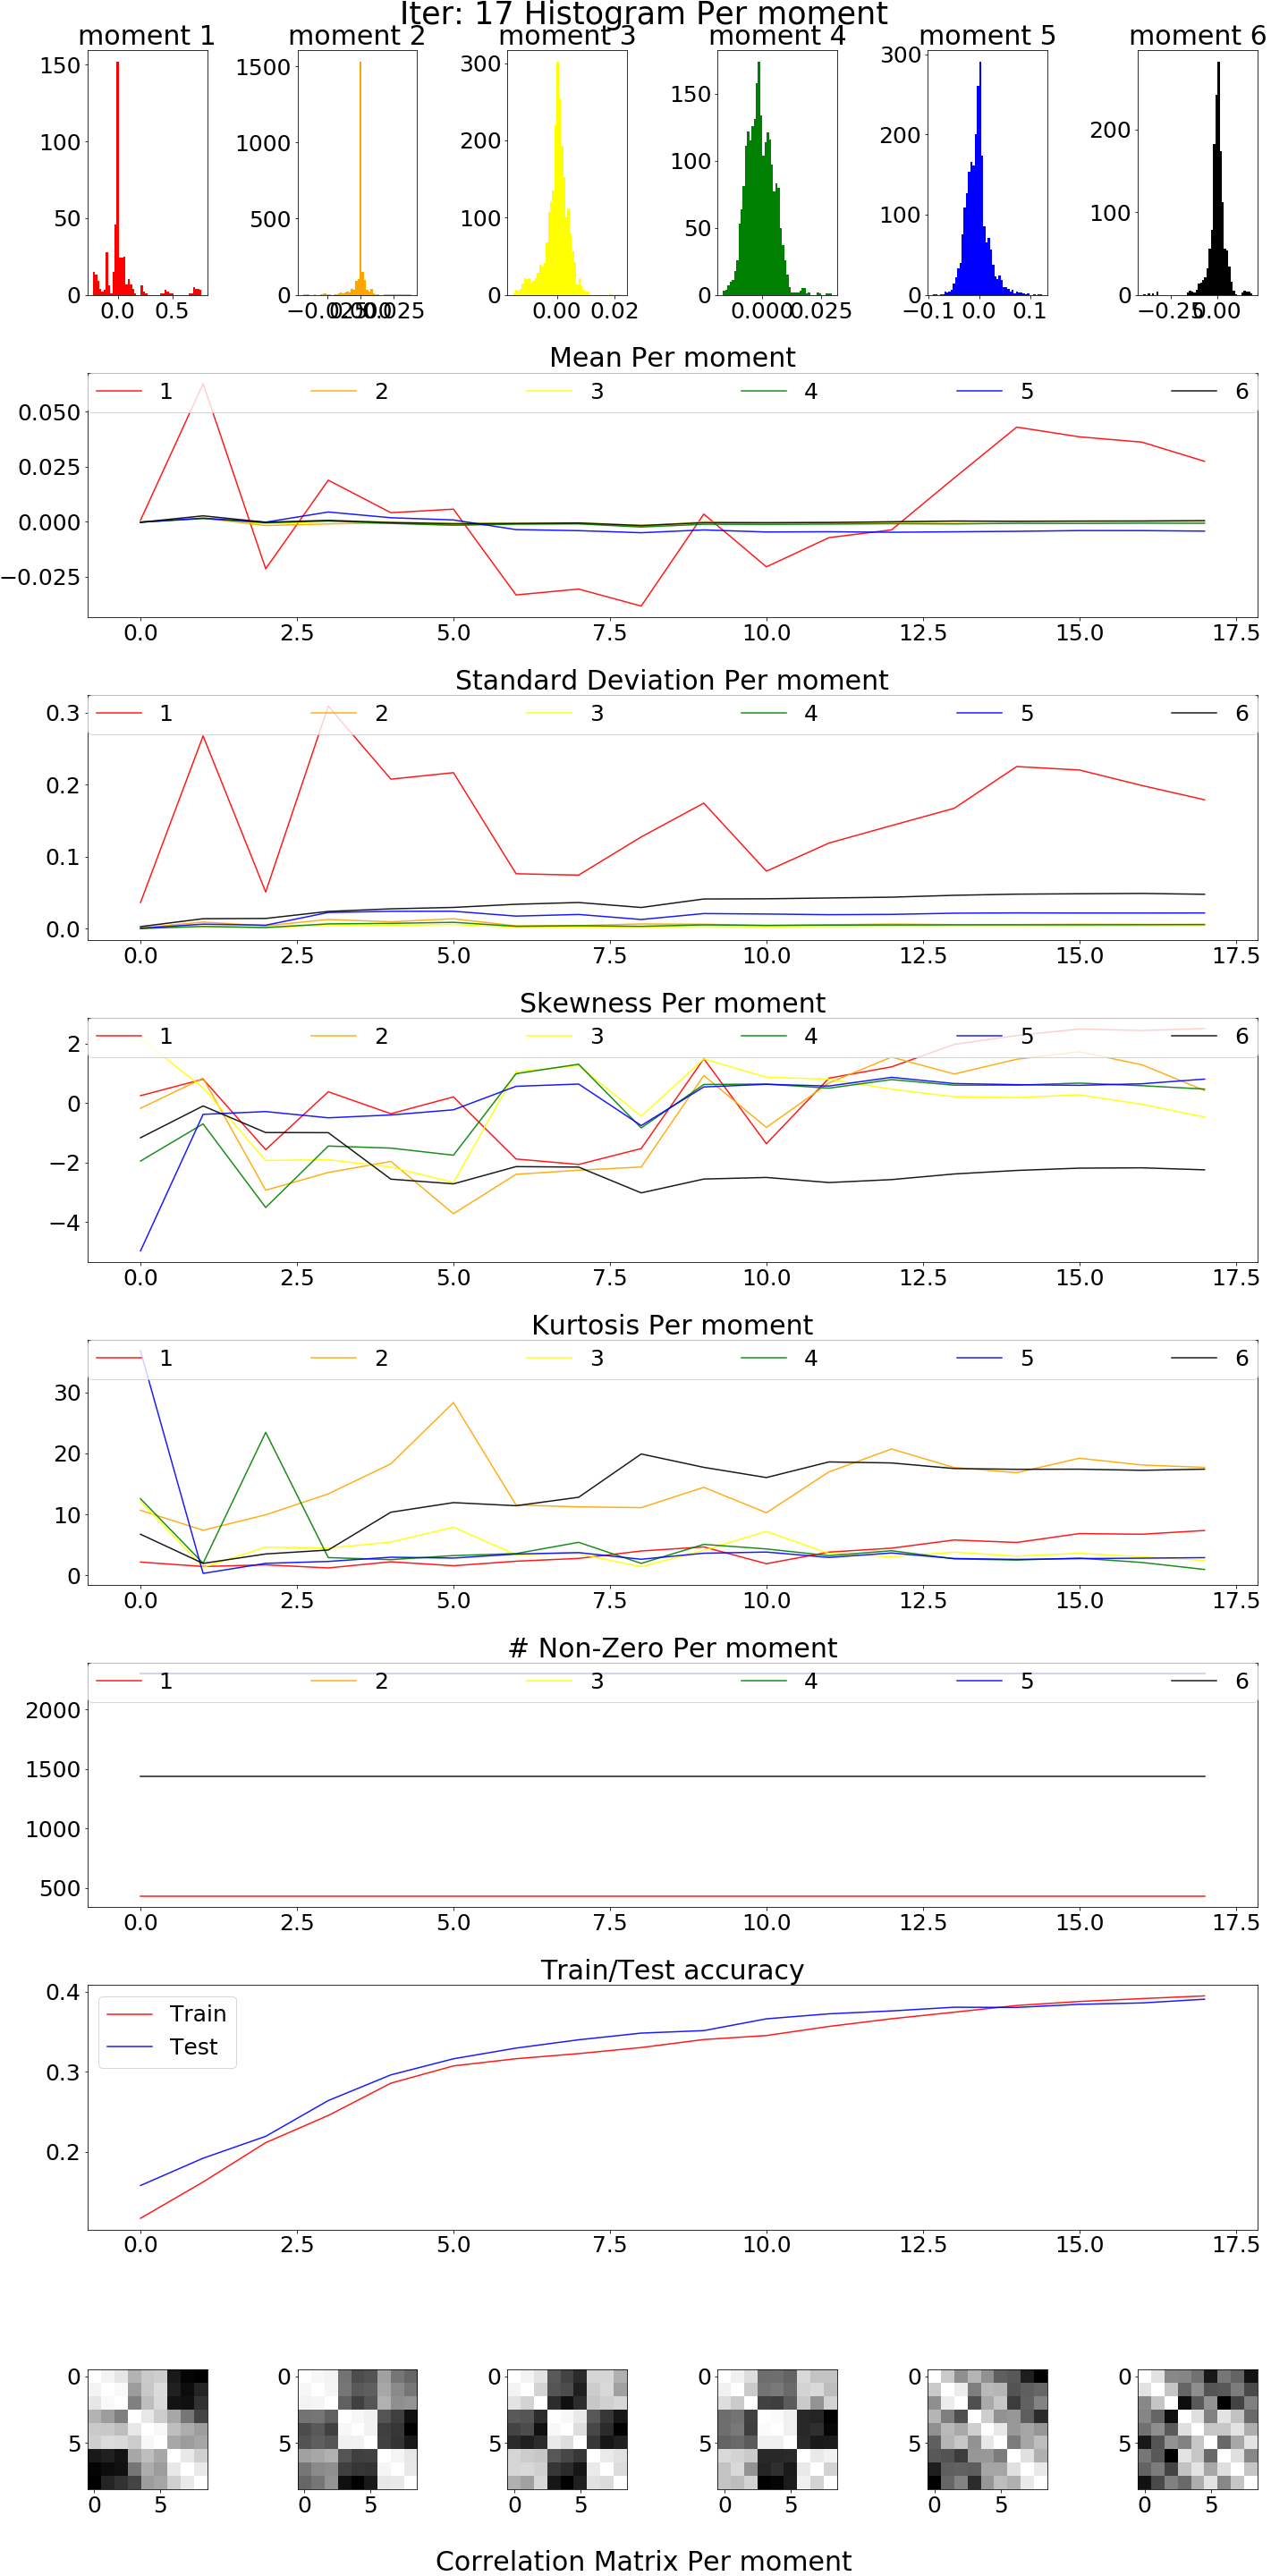 Iter: 17 Histogram Per moment
moment 1 moment 2 moment 3 moment 4 moment 5 moment 6
150 100 50 0 0.0 0.5
1500 1000 500 0 −0.025 0.000 0.025
300 200 100 0 0.00 0.02
150 100 50 0 0.000 0.025
300 200 100 0 −0.1 0.0 0.1
200 100 0 −0.25 0.00
Mean Per moment
1 2 3 4 5 6
0.050
0.025
0.000
−0.025
0.0 2.5 5.0 7.5 10.0 12.5 15.0 17.5
Standard Deviation Per moment
1 2 3 4 5 6
0.3
0.2
0.1
0.0
0.0 2.5 5.0 7.5 10.0 12.5 15.0 17.5
Skewness Per moment
1 2 3 4 5 6
2
0
−2
−4
0.0 2.5 5.0 7.5 10.0 12.5 15.0 17.5
Kurtosis Per moment
1 2 3 4 5 6
30
20
10
0
0.0 2.5 5.0 7.5 10.0 12.5 15.0 17.5
# Non-Zero Per moment
1 2 3 4 5 6
2000
1500
1000
500
0.0 2.5 5.0 7.5 10.0 12.5 15.0 17.5
Train/Test accuracy
0.4
Train
Test
0.3
0.2
0.0 2.5 5.0 7.5 10.0 12.5 15.0 17.5
0 0 0 0 0 0
5 5 5 5 5 5
0 5 0 5 0 5 0 5 0 5 0 5
Correlation Matrix Per moment